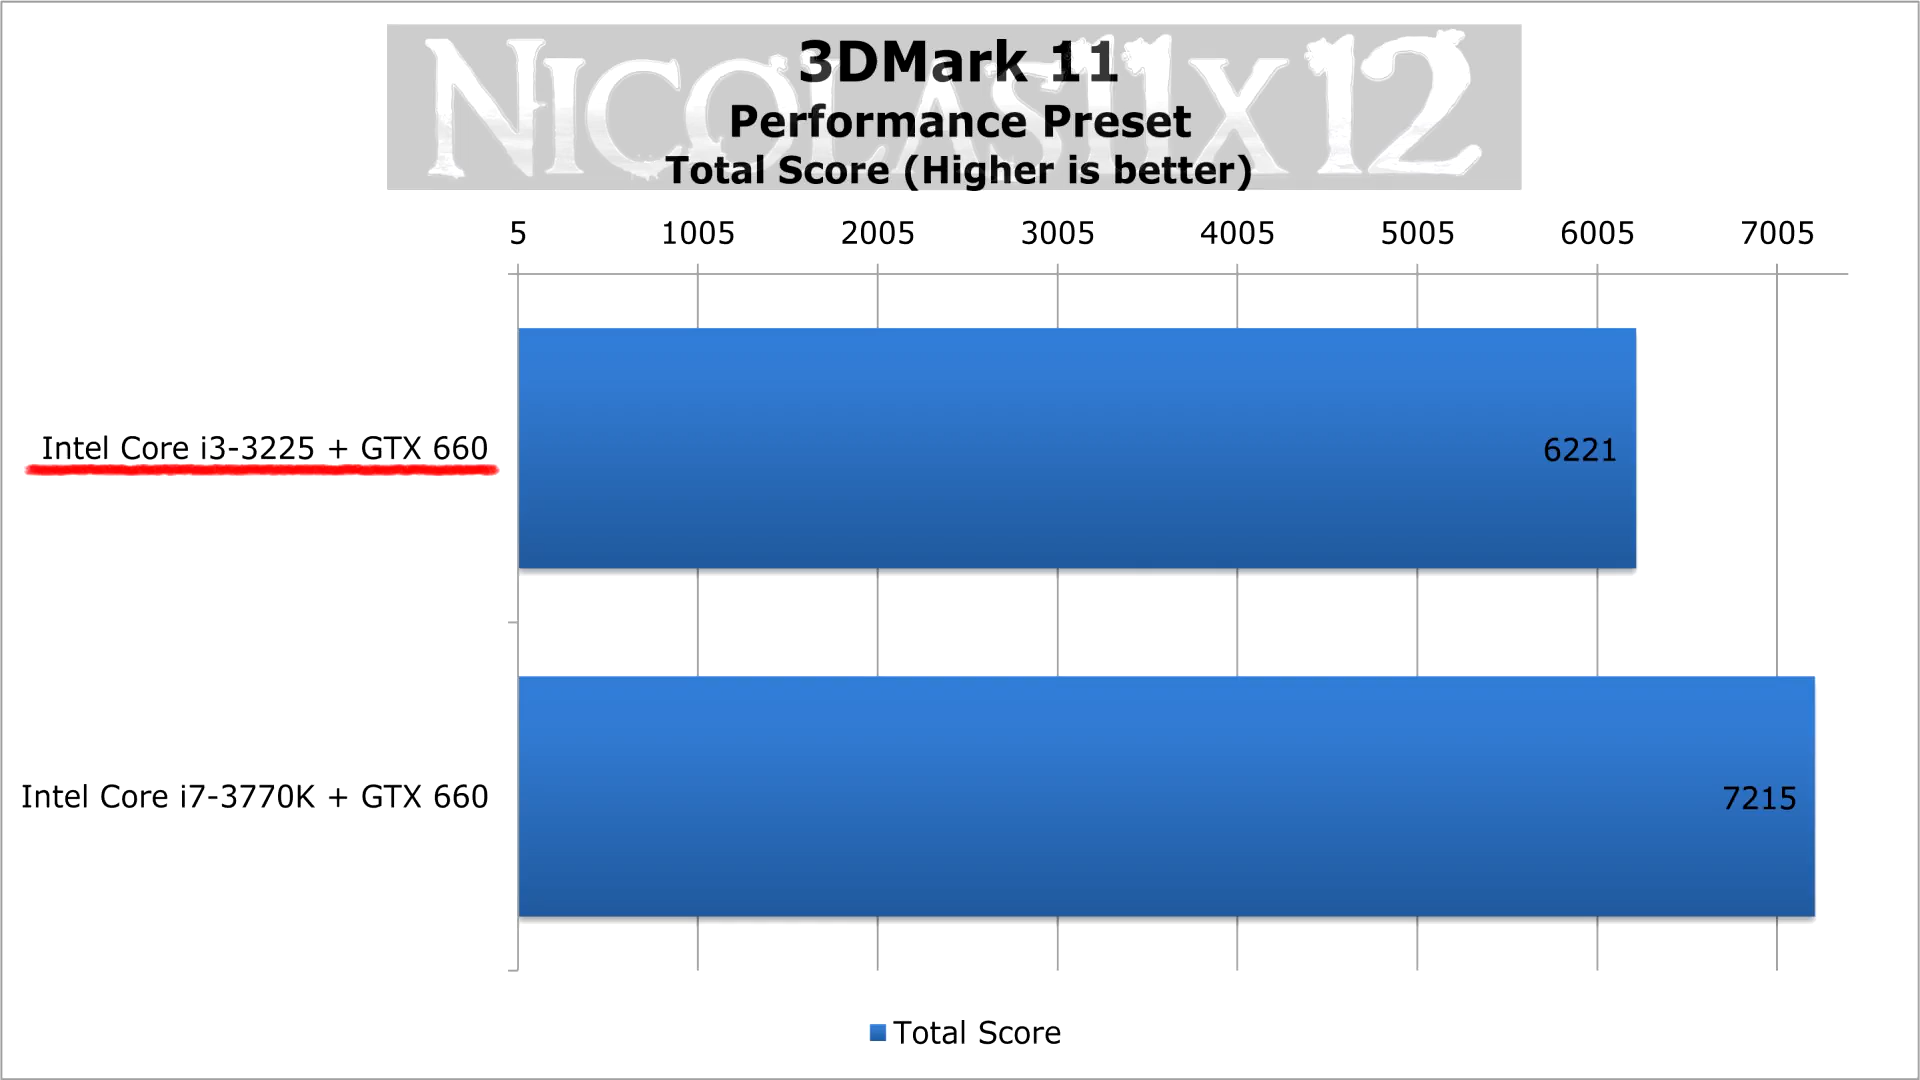 Nicolas11x12
3DMark 11
Performance Preset
Total Score (Higher is better)
5 1005 2005 3005 4005 5005 6005 7005
Intel Core i3-3225 + GTX 660
6221
Intel Core i7-3770K + GTX 660
7215
Total Score